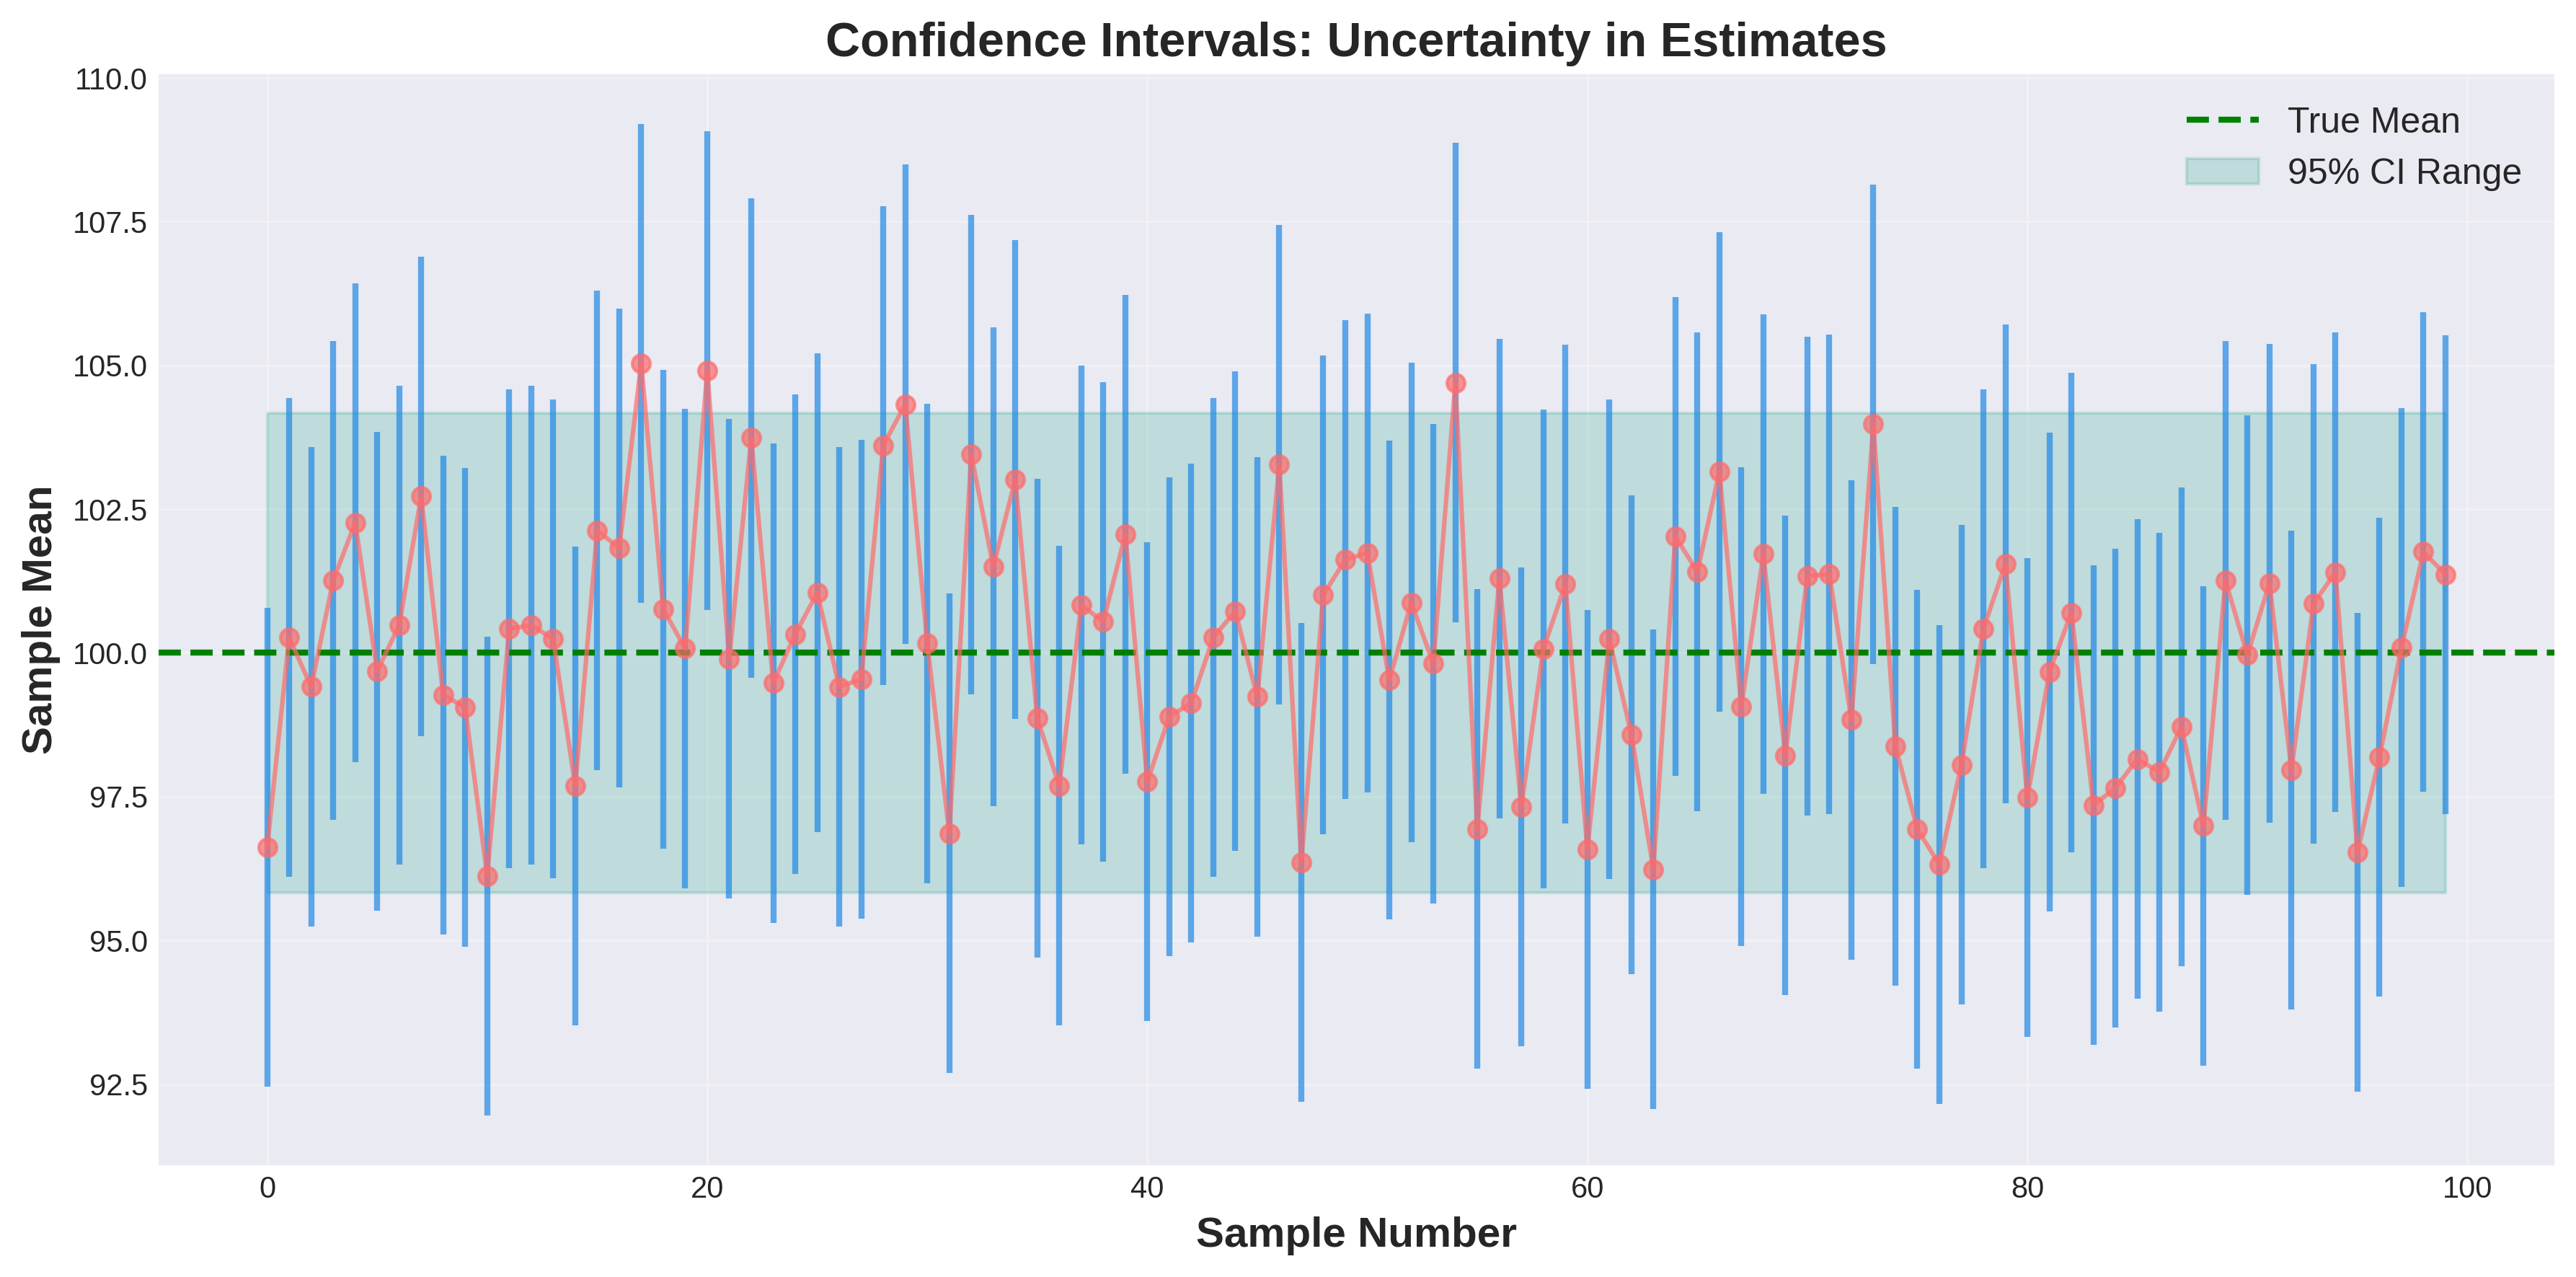 Confidence Intervals: Uncertainty in Estimates
110.0
107.5
105.0
102.5
100.0
97.5
95.0
92.5
Sample Mean
True Mean
95% CI Range
0
20
40
60
80
100
Sample Number